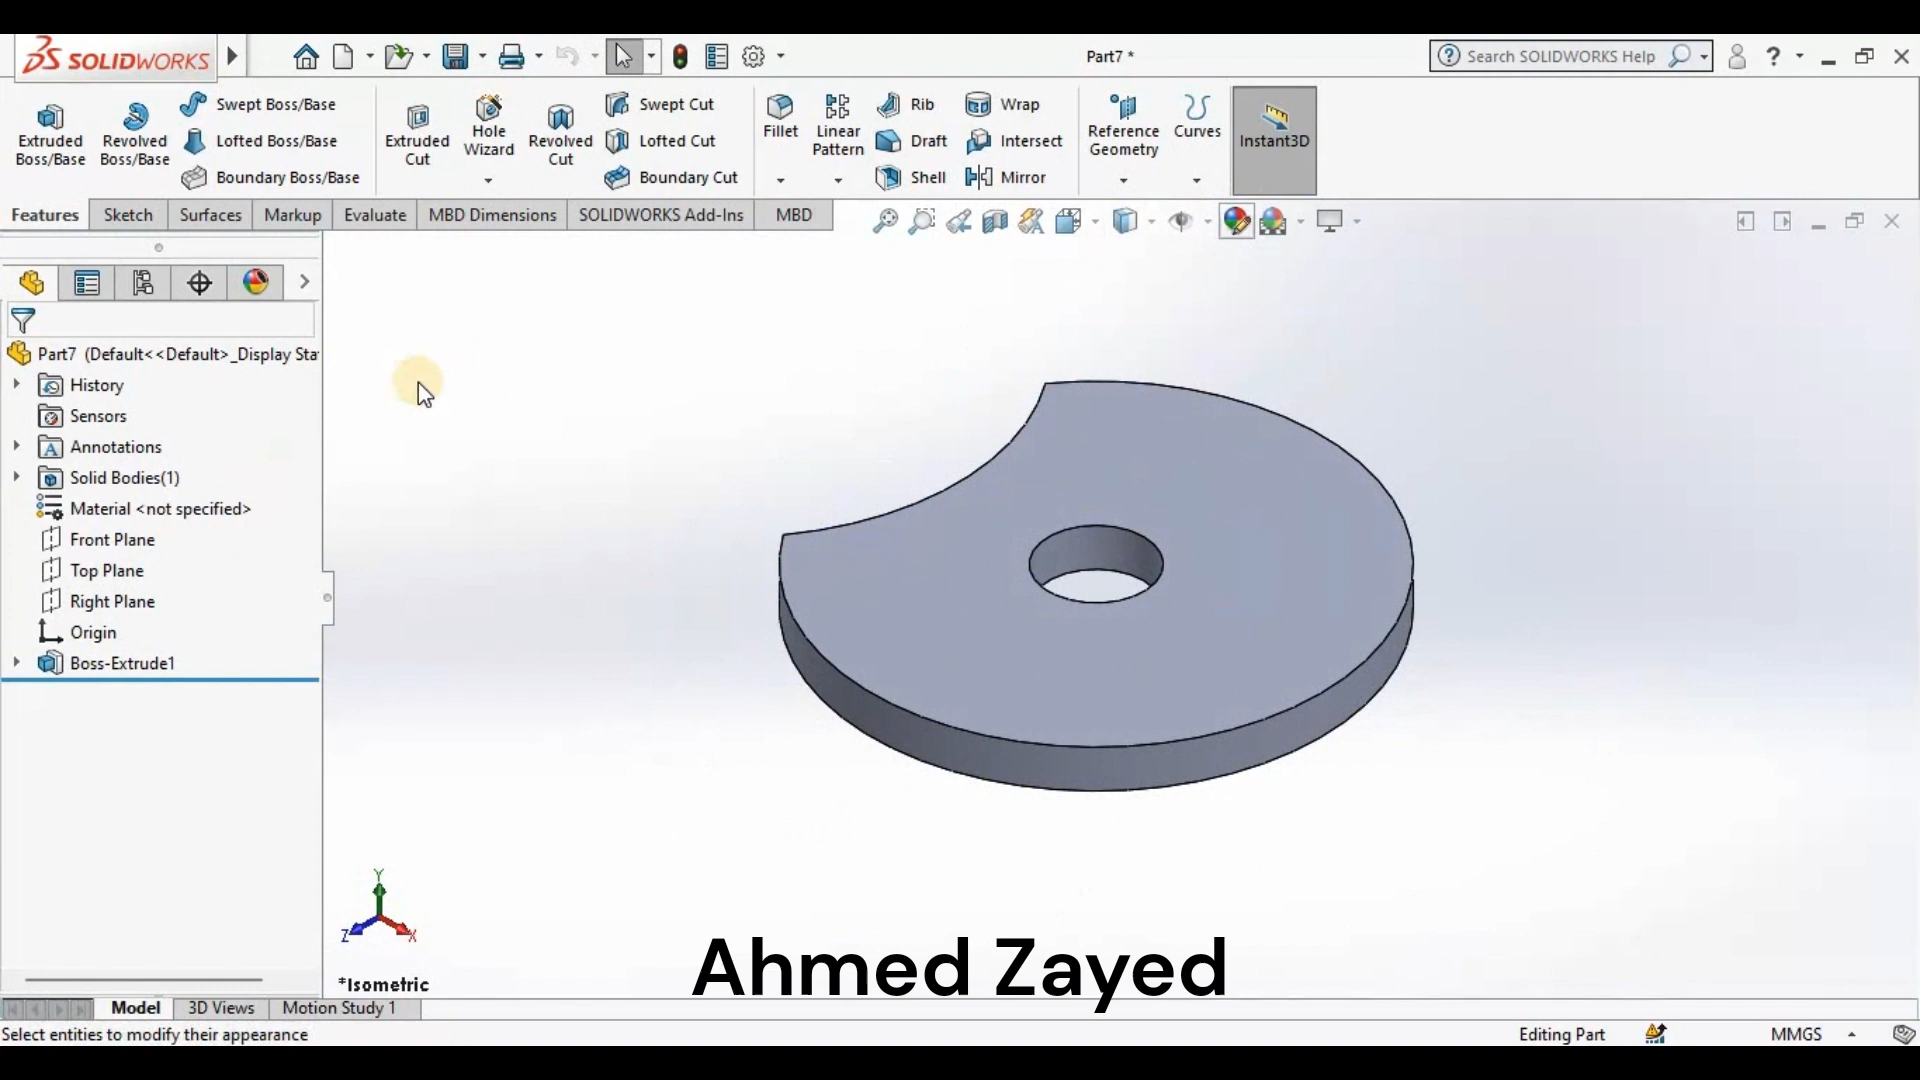 SOLIDWORKS
Part7 *
Search SOLIDWORKS Help
?
Extruded Boss/Base
Revolved Boss/Base
Swept Boss/Base
Lofted Boss/Base
Boundary Boss/Base
Extruded Cut
Hole Wizard
Revolved Cut
Swept Cut
Lofted Cut
Boundary Cut
Fillet
Linear Pattern
Rib
Draft
Shell
Wrap
Intersect
Mirror
Reference Geometry
Curves
Instant3D
Features
Sketch
Surfaces
Markup
Evaluate
MBD Dimensions
SOLIDWORKS Add-Ins
MBD
Part7 (Default<<Default>_Display Sta
History
Sensors
Annotations
Solid Bodies(1)
Material <not specified>
Front Plane
Top Plane
Right Plane
Origin
Boss-Extrude1
Y
Z
X
*Isometric
Ahmed Zayed
Model
3D Views
Motion Study 1
Select entities to modify their appearance
Editing Part
MMGS